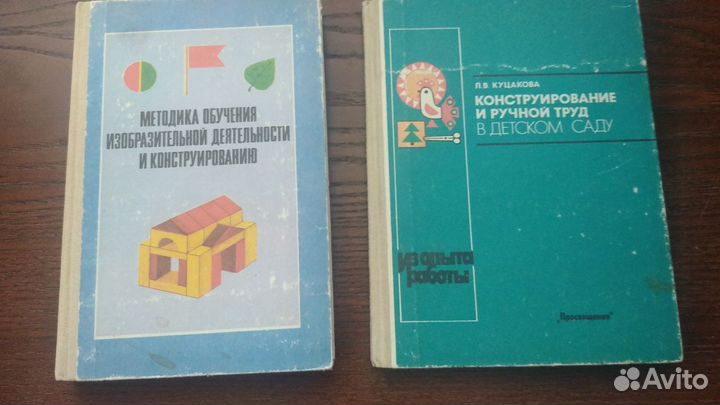 МЕТОДИКА ОБУЧЕНИЯ
ИЗОБРАЗИТЕЛЬНОЙ ДЕЯТЕЛЬНОСТИ
И КОНСТРУИРОВАНИЮ
Л.В. КУЦАКОВА
КОНСТРУИРОВАНИЕ
И РУЧНОЙ ТРУД
В ДЕТСКОМ САДУ
Из опыта
работы
„Просвещение“
Avito